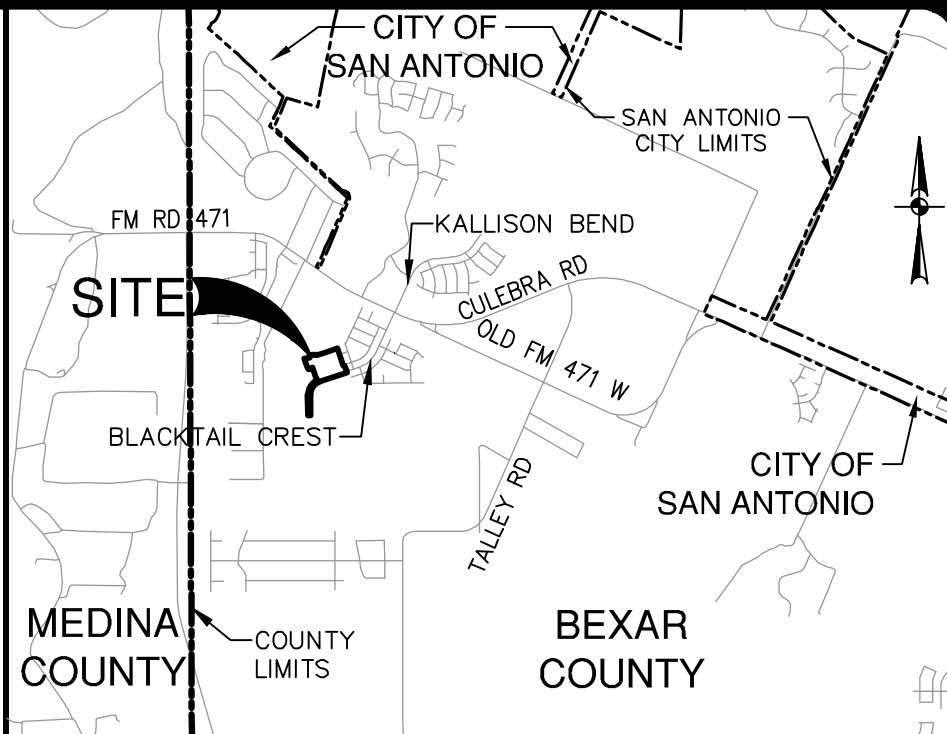 CITY OF
SAN ANTONIO
SAN ANTONIO
CITY LIMITS
FM RD 471
KALLISON BEND
SITE
CULEBRA RD
OLD FM 471 W
BLACKTAIL CREST
CITY OF
SAN ANTONIO
TALLEY RD
MEDINA
COUNTY
COUNTY
LIMITS
BEXAR
COUNTY